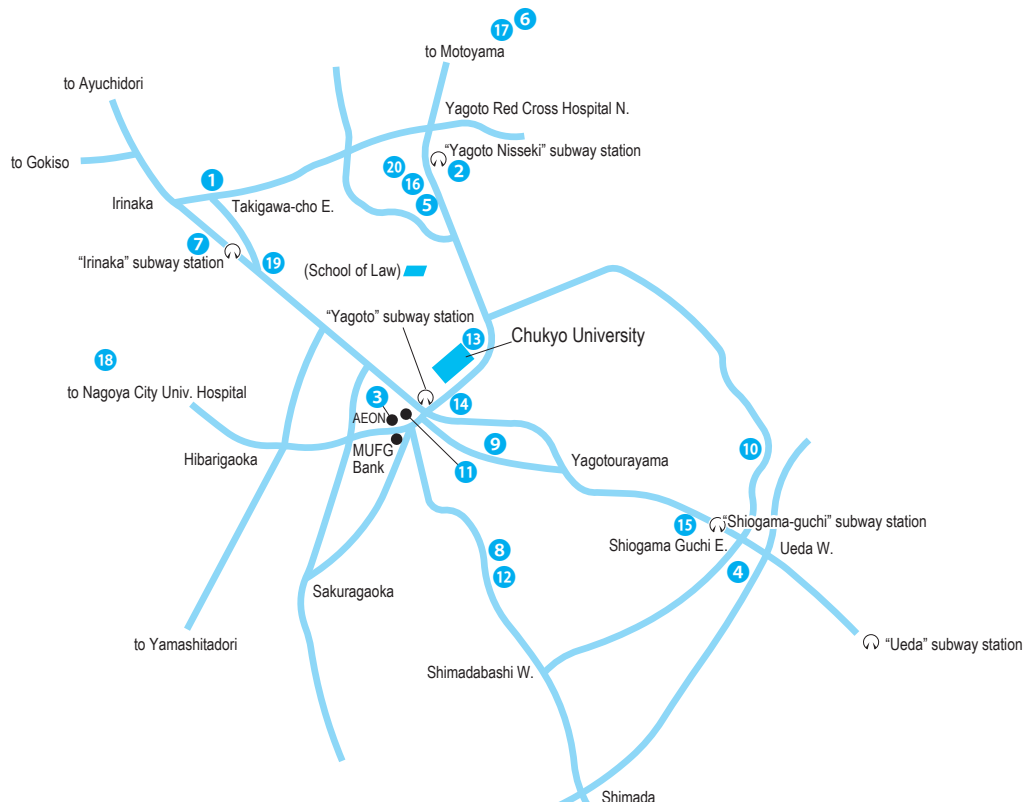 17
6
to Motoyama
to Ayuchidori
Yagoto Red Cross Hospital N.
“Yagoto Nisseki” subway station
to Gokiso
20
2
1
16
Irinaka
Takigawa-cho E.
5
7
“Irinaka” subway station
19
(School of Law)
“Yagoto” subway station
13
Chukyo University
18
to Nagoya City Univ. Hospital
3
14
AEON
9
10
MUFG
Bank
Hibarigaoka
11
Yagotourayama
15
“Shiogama-guchi” subway station
Shiogama Guchi E.
Ueda W.
8
12
4
Sakuragaoka
to Yamashitadori
“Ueda” subway station
Shimadabashi W.
Shimada